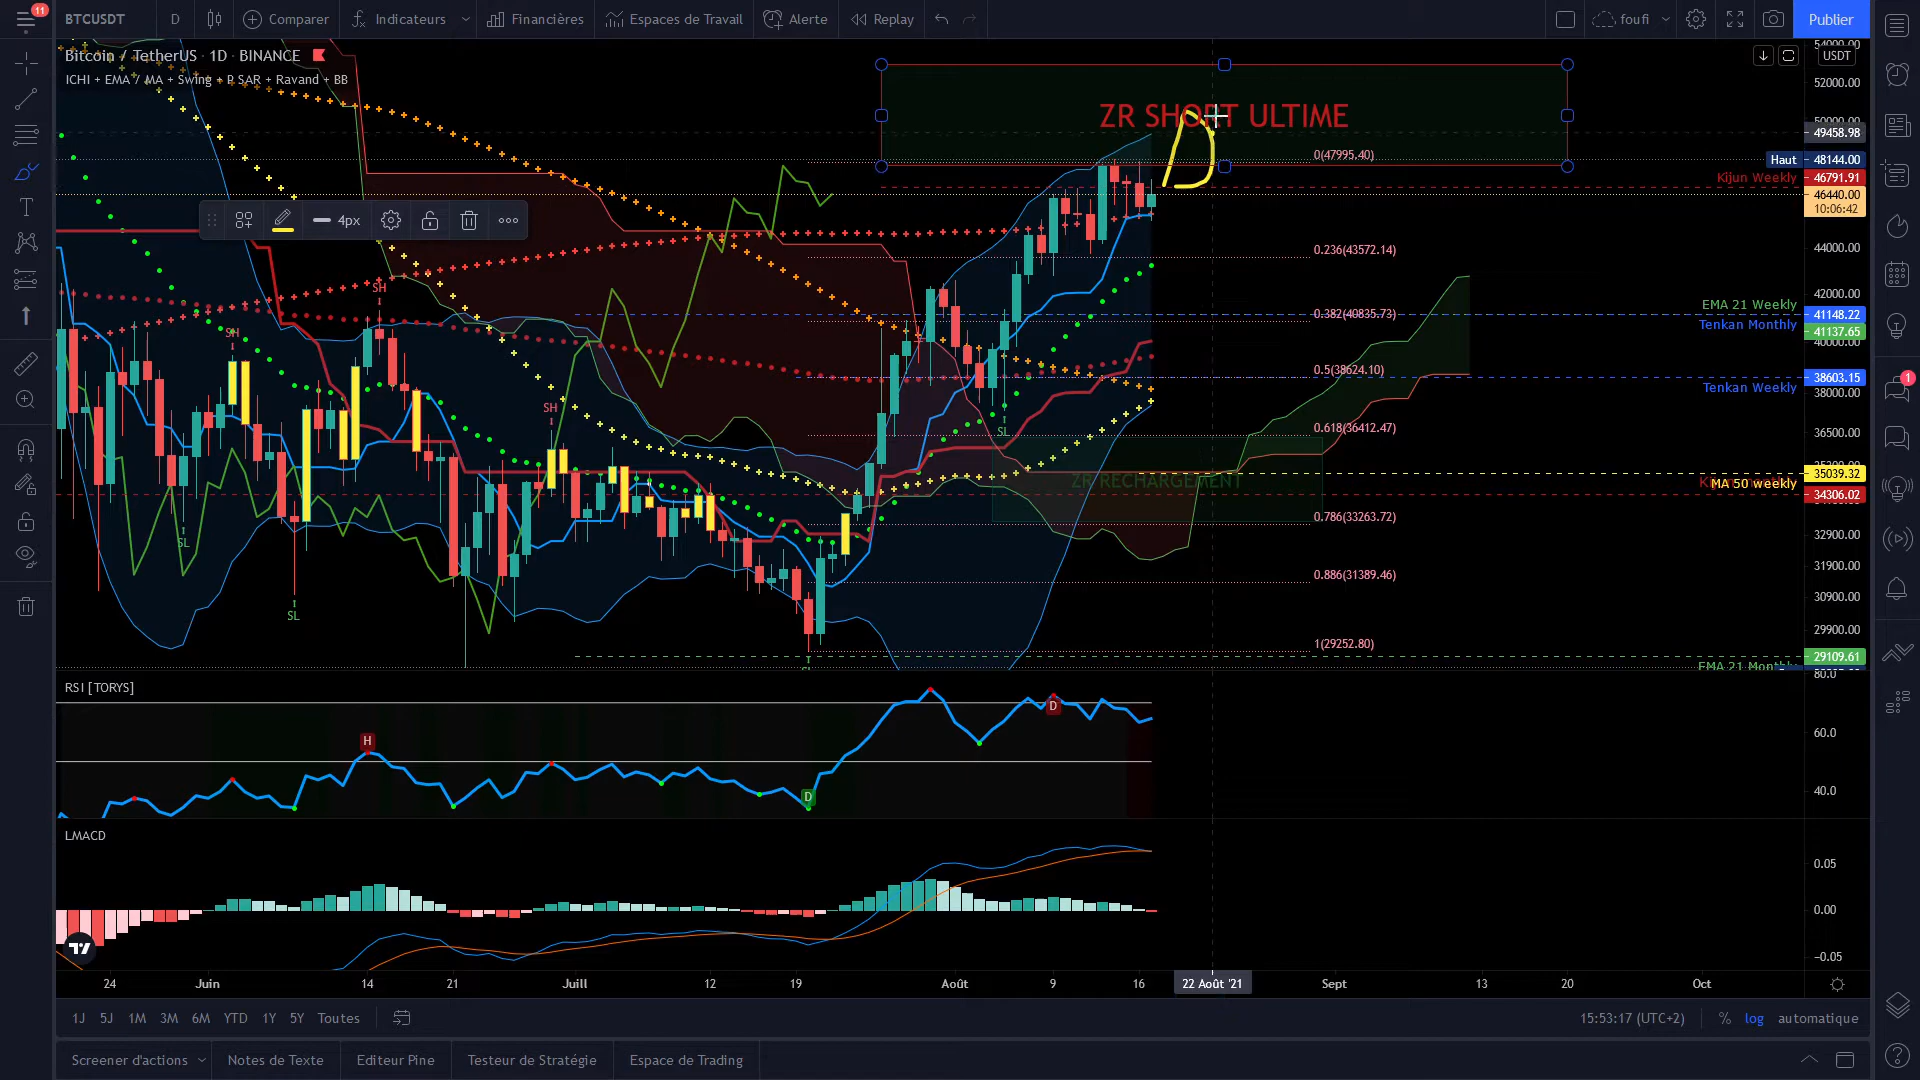 11
BTCUSDT D Comparer Indicateurs Financières Espaces de Travail Alerte Replay foufi Publier
Bitcoin / TetherUS · 1D · BINANCE
ICHI + EMA / MA + Swing + P SAR + Ravand + BB
USDT
54000.00
52000.00
ZR SHORT ULTIME
50000.00
49458.98
0(47995.40)
Haut 48144.00
Kijun Weekly 46791.91
46440.00
10:06:42
4px
0.236(43572.14)
44000.00
SH
42000.00
EMA 21 Weekly
0.382(40835.73)
41148.22
Tenkan Monthly
41137.65
SH
40000.00
0.5(38624.10)
38603.15
Tenkan Weekly
38000.00
SH
0.618(36412.47)
SL
36500.00
35039.32
ZR RECHARGEMENT
MA 50 weekly
34306.02
0.786(33263.72)
32900.00
SL
31900.00
0.886(31389.46)
30900.00
SL
29900.00
1(29252.80)
29109.61
EMA 21 Monthly
80.0
RSI [TORYS]
D
60.0
H
40.0
D
LMACD
0.05
0.00
−0.05
24 Juin 14 21 Juill 12 19 Août 9 16 22 Août '21 Sept 13 20 Oct
1J 5J 1M 3M 6M YTD 1Y 5Y Toutes 15:53:17 (UTC+2) % log automatique
Screener d'actions Notes de Texte Editeur Pine Testeur de Stratégie Espace de Trading
1